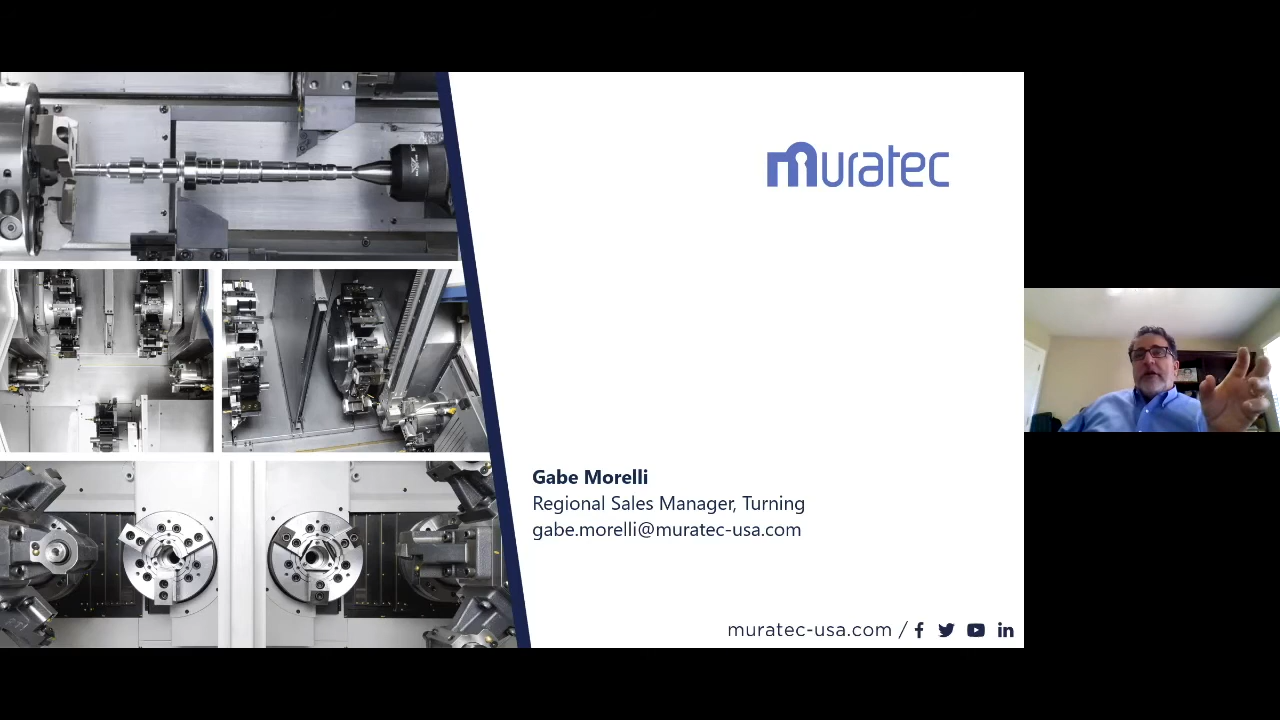 muratec
Gabe Morelli
Regional Sales Manager, Turning
gabe.morelli@muratec-usa.com
muratec-usa.com /